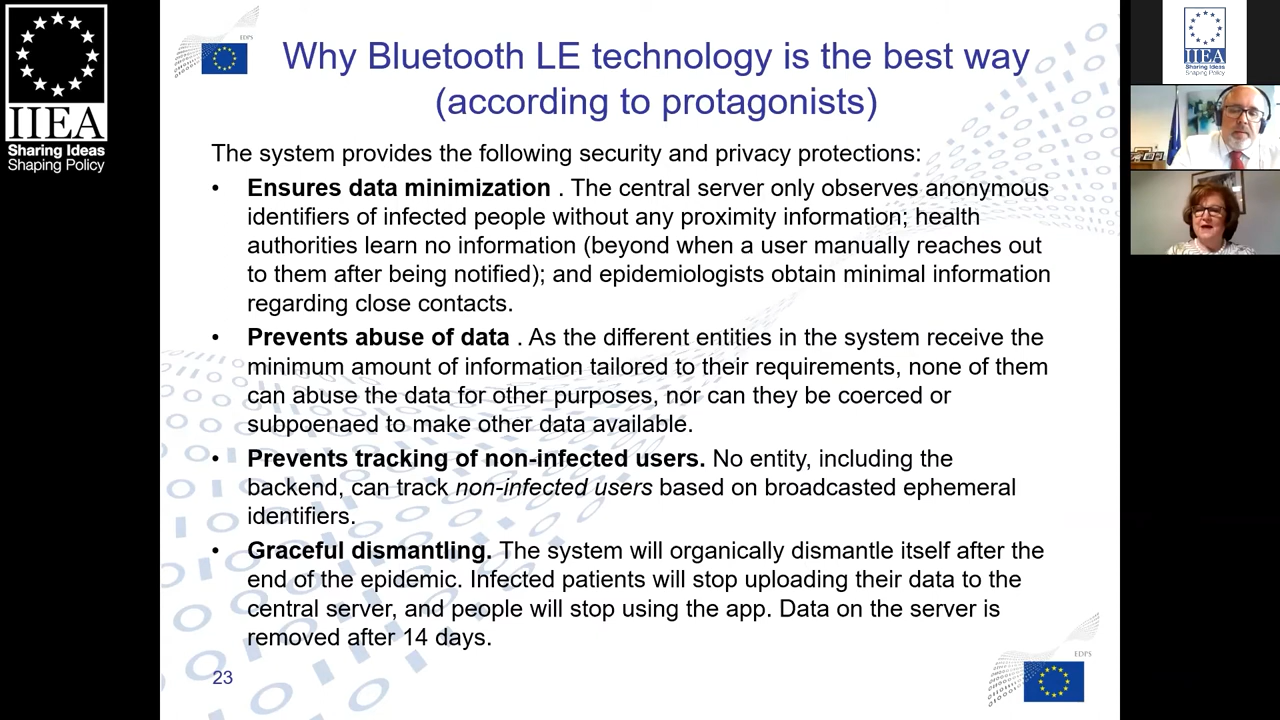 IIEA
Sharing Ideas
Shaping Policy
EDPS
Why Bluetooth LE technology is the best way
(according to protagonists)
The system provides the following security and privacy protections:
• Ensures data minimization . The central server only observes anonymous
identifiers of infected people without any proximity information; health
authorities learn no information (beyond when a user manually reaches out
to them after being notified); and epidemiologists obtain minimal information
regarding close contacts.
• Prevents abuse of data . As the different entities in the system receive the
minimum amount of information tailored to their requirements, none of them
can abuse the data for other purposes, nor can they be coerced or
subpoenaed to make other data available.
• Prevents tracking of non-infected users. No entity, including the
backend, can track non-infected users based on broadcasted ephemeral
identifiers.
• Graceful dismantling. The system will organically dismantle itself after the
end of the epidemic. Infected patients will stop uploading their data to the
central server, and people will stop using the app. Data on the server is
removed after 14 days.
23
EDPS
IIEA
Sharing Ideas
Shaping Policy